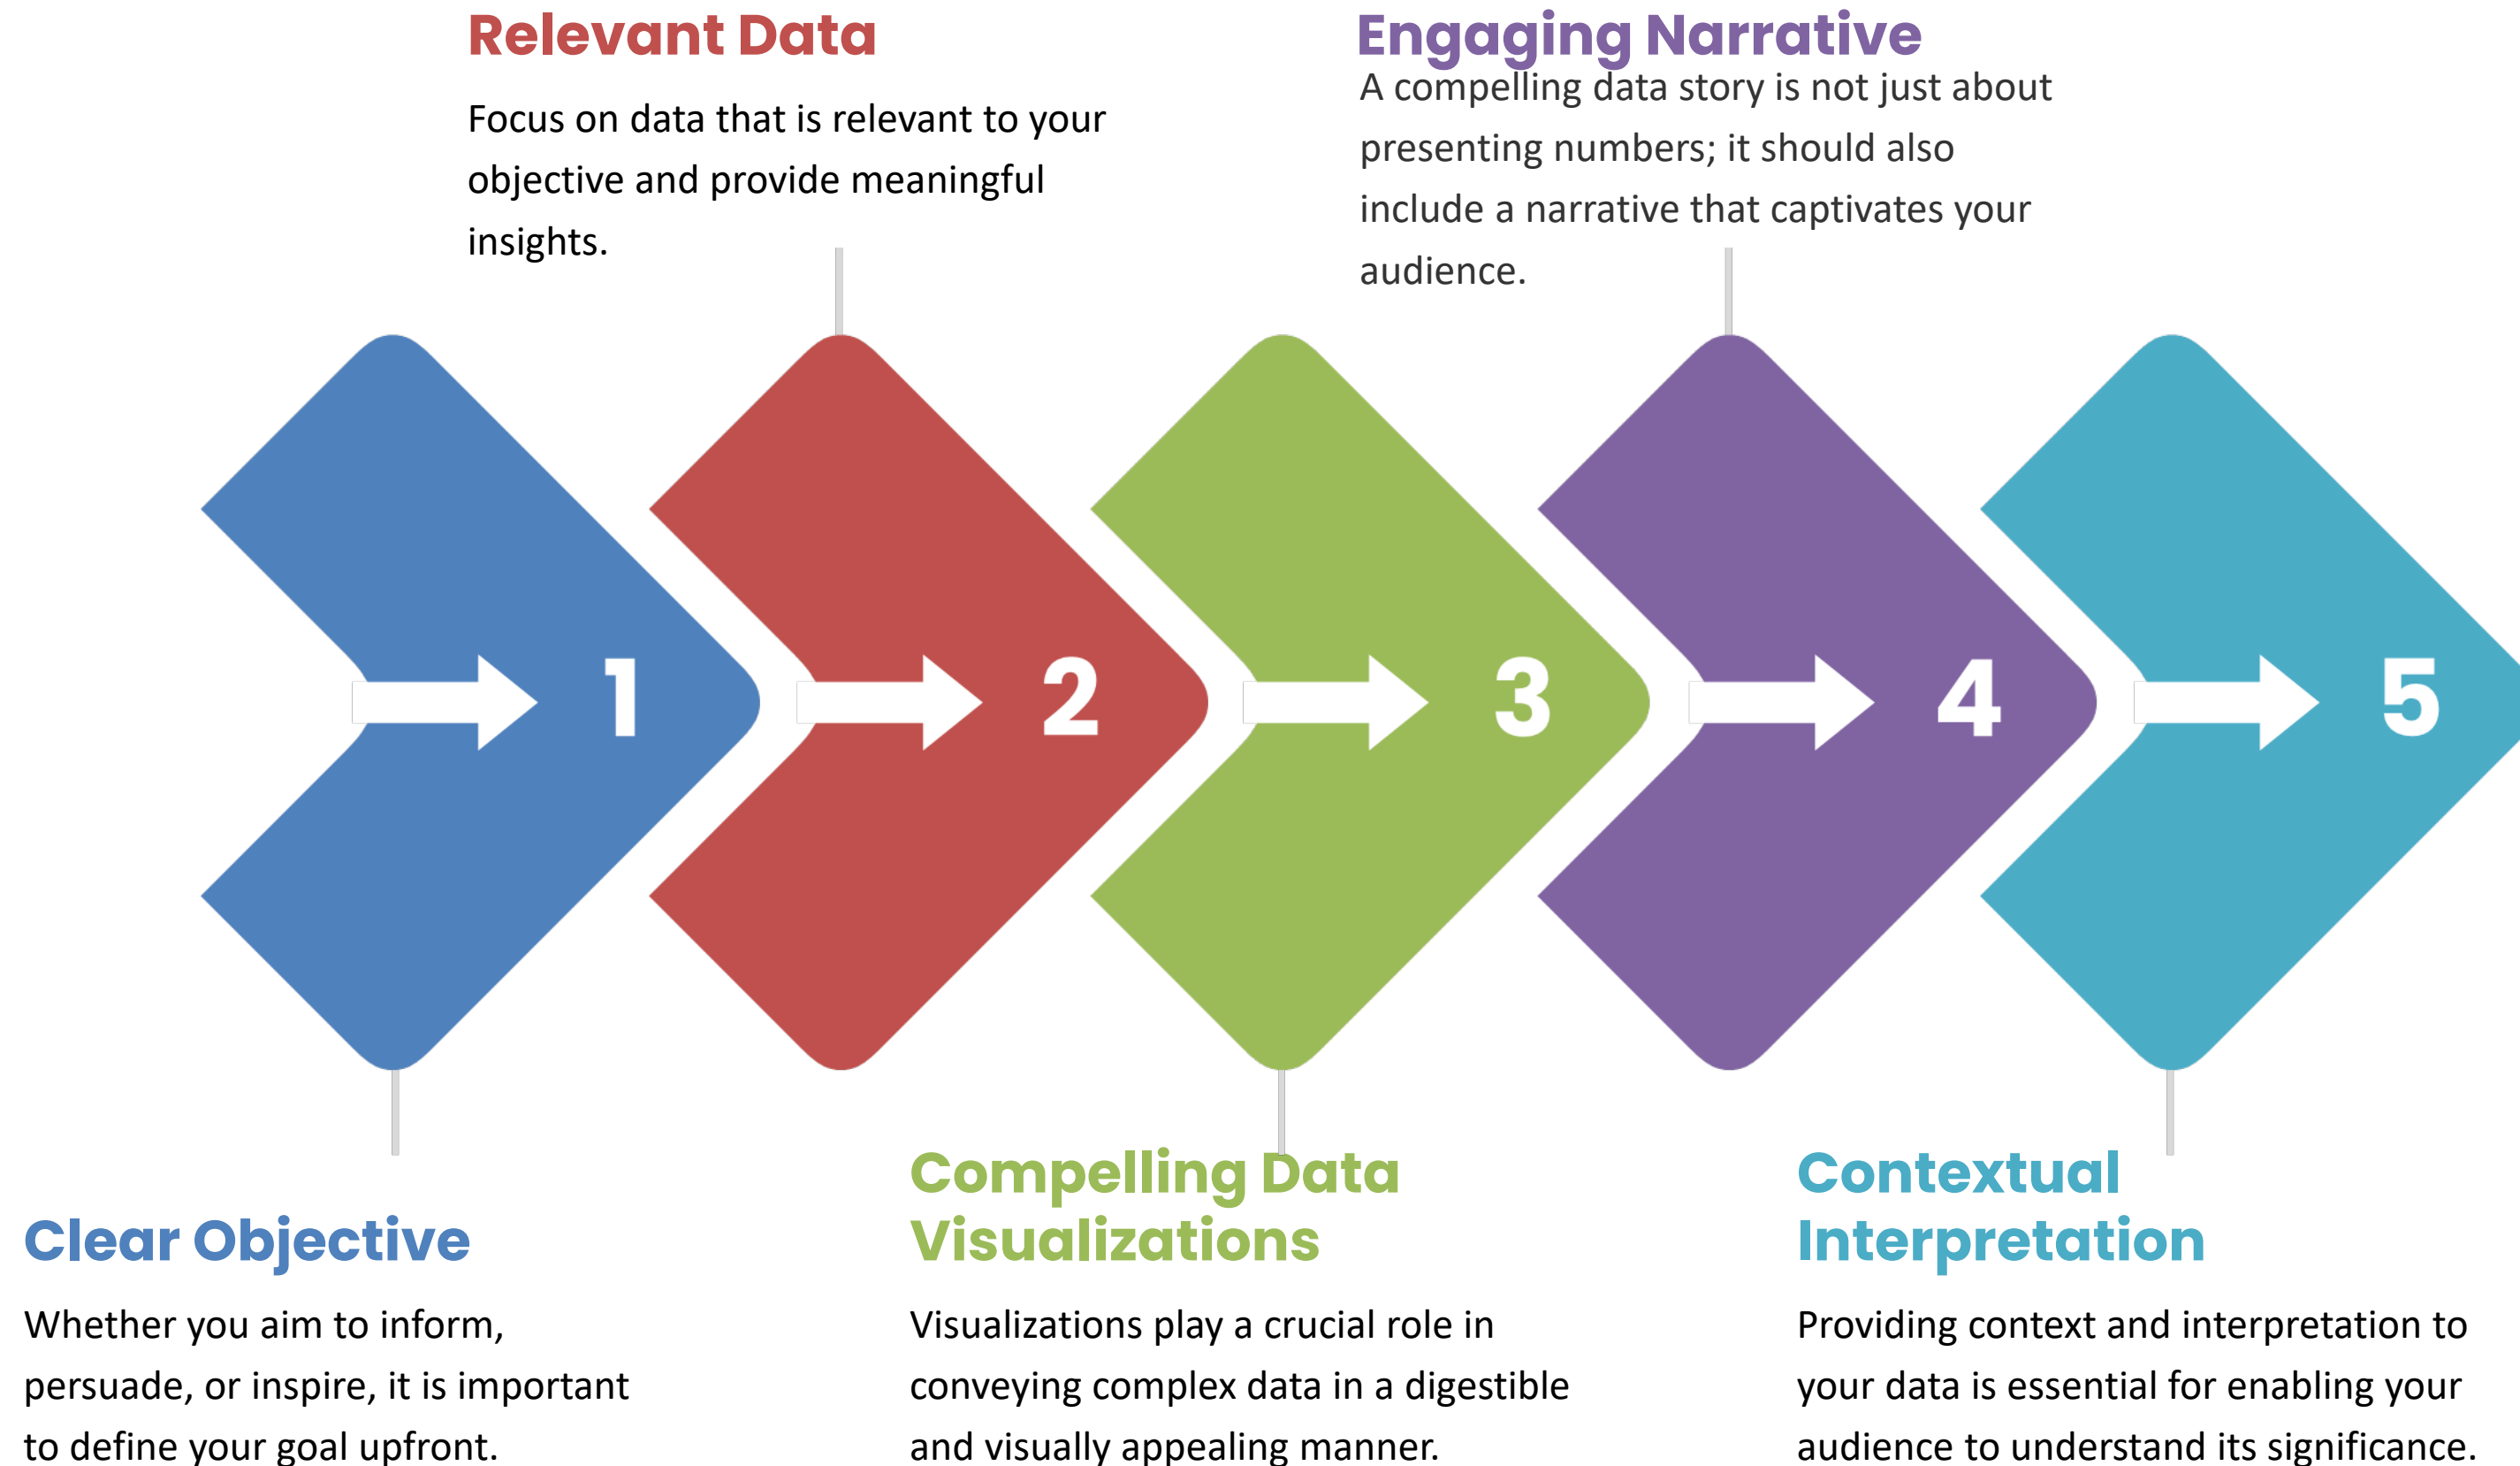 Relevant Data
Focus on data that is relevant to your
objective and provide meaningful
insights.
Engaging Narrative
A compelling data story is not just about
presenting numbers; it should also
include a narrative that captivates your
audience.
1
2
3
4
5
Clear Objective
Whether you aim to inform,
persuade, or inspire, it is important
to define your goal upfront.
Compelling Data
Visualizations
Visualizations play a crucial role in
conveying complex data in a digestible
and visually appealing manner.
Contextual
Interpretation
Providing context and interpretation to
your data is essential for enabling your
audience to understand its significance.